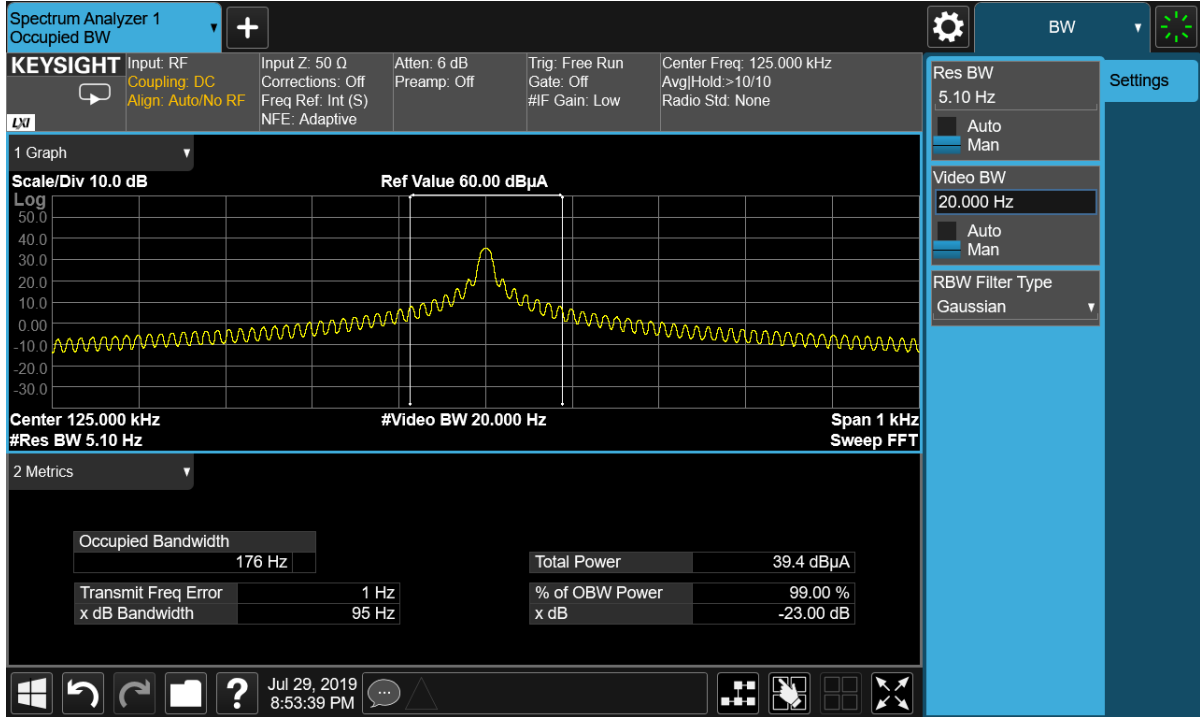 Spectrum Analyzer 1
Occupied BW
+
BW
KEYSIGHT
LXI
Input: RF
Coupling: DC
Align: Auto/No RF
Input Z: 50 Ω
Corrections: Off
Freq Ref: Int (S)
NFE: Adaptive
Atten: 6 dB
Preamp: Off
Trig: Free Run
Gate: Off
#IF Gain: Low
Center Freq: 125.000 kHz
Avg|Hold:>10/10
Radio Std: None
1 Graph
Scale/Div 10.0 dB
Ref Value 60.00 dBµA
Log
50.0
40.0
30.0
20.0
10.0
0.00
-10.0
-20.0
-30.0
Center 125.000 kHz
#Video BW 20.000 Hz
Span 1 kHz
#Res BW 5.10 Hz
Sweep FFT
2 Metrics
Occupied Bandwidth
176 Hz
Total Power 39.4 dBµA
Transmit Freq Error 1 Hz
% of OBW Power 99.00 %
x dB Bandwidth 95 Hz
x dB -23.00 dB
Res BW
5.10 Hz
Auto
Man
Video BW
20.000 Hz
Auto
Man
RBW Filter Type
Gaussian
Settings
?
Jul 29, 2019
8:53:39 PM